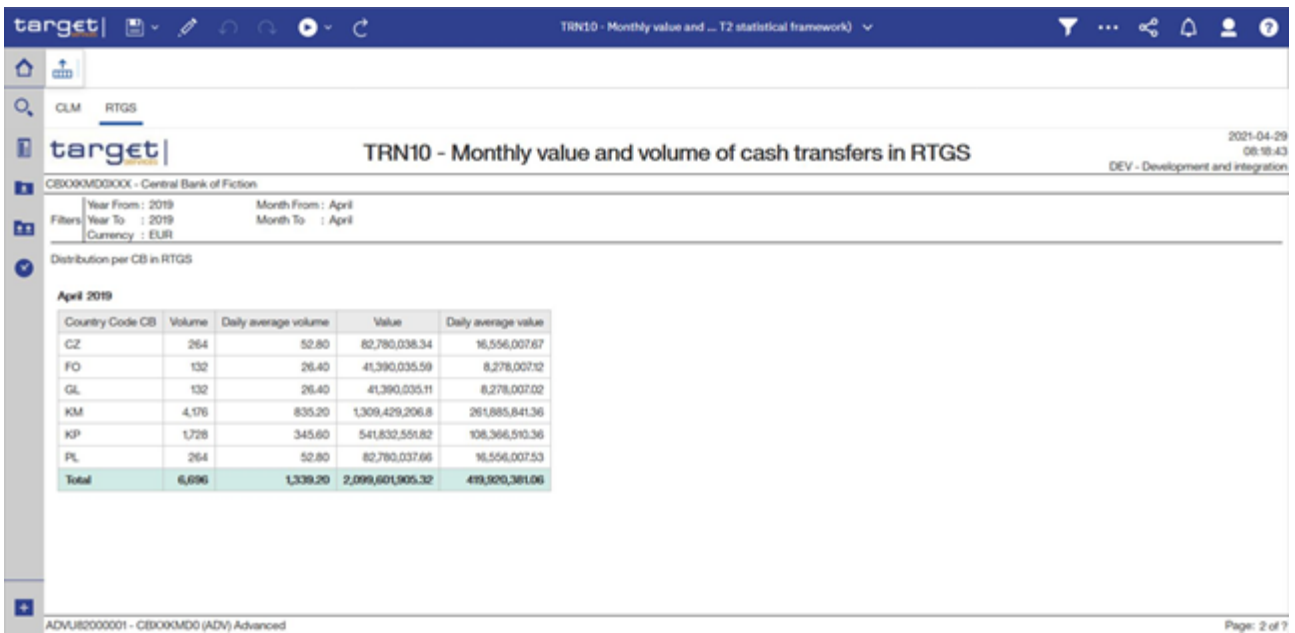 target|
TRN10 - Monthly value and ... T2 statistical framework)
CLM RTGS
target|
services
TRN10 - Monthly value and volume of cash transfers in RTGS
2021-04-29
08:18:43
DEV - Development and integration
CBXXKMD0XXX - Central Bank of Fiction
Filters
Year From : 2019 Month From : April
Year To : 2019 Month To : April
Currency : EUR
Distribution per CB in RTGS
April 2019
Country Code CB Volume Daily average volume Value Daily average value
CZ 264 52.80 82,780,038.34 16,556,007.67
FO 132 26.40 41,390,035.59 8,278,007.12
GL 132 26.40 41,390,035.11 8,278,007.02
KM 4,176 835.20 1,309,429,206.8 261,885,841.36
KP 1,728 345.60 541,832,551.82 108,366,510.36
PL 264 52.80 82,780,037.66 16,556,007.53
Total 6,696 1,339.20 2,099,601,905.32 419,920,381.06
ADVU82000001 - CBXXKMD0 (ADV) Advanced
Page: 2 of ?